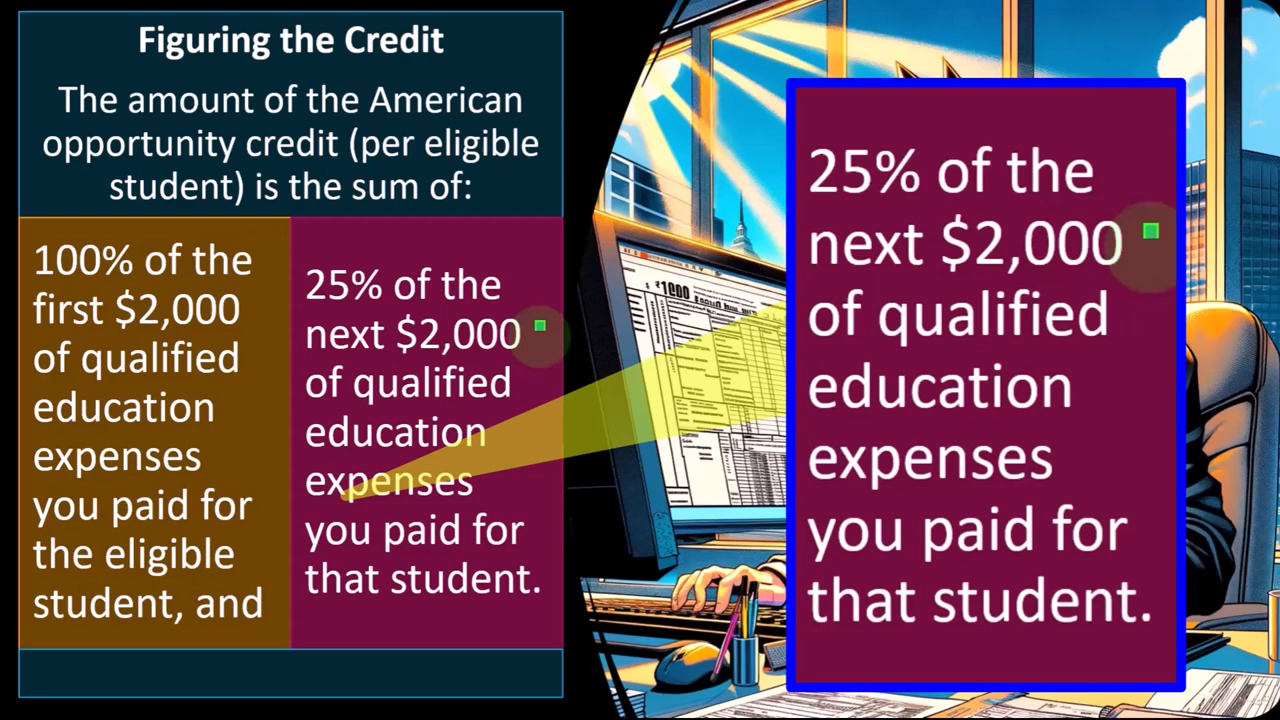 Figuring the Credit
The amount of the American
opportunity credit (per eligible
student) is the sum of:
100% of the
first $2,000
of qualified
education
expenses
you paid for
the eligible
student, and
25% of the
next $2,000
of qualified
education
expenses
you paid for
that student.
25% of the
next $2,000
of qualified
education
expenses
you paid for
that student.